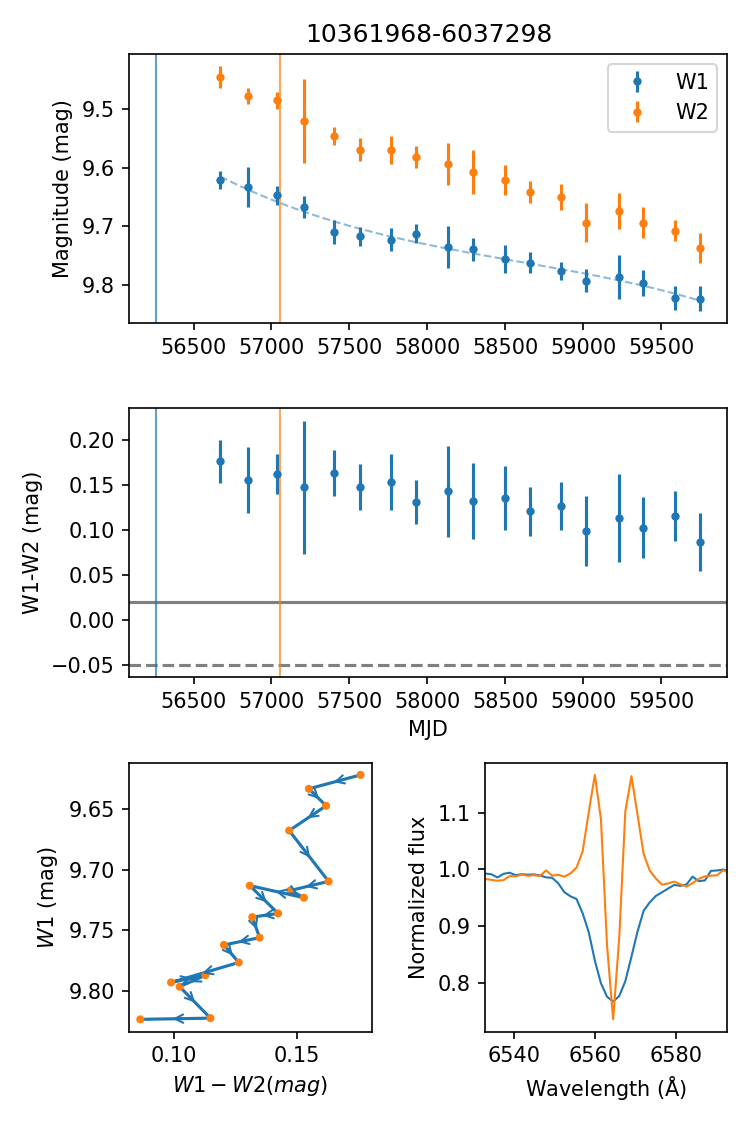 10361968-6037298
Magnitude (mag)
9.5
9.6
9.7
9.8
W1
W2
56500 57000 57500 58000 58500 59000 59500
W1-W2 (mag)
0.20
0.15
0.10
0.05
0.00
−0.05
56500 57000 57500 58000 58500 59000 59500
MJD
W1 (mag)
9.65
9.70
9.75
9.80
0.10 0.15
W1 − W2(mag)
Normalized flux
1.1
1.0
0.9
0.8
6540 6560 6580
Wavelength (Å)